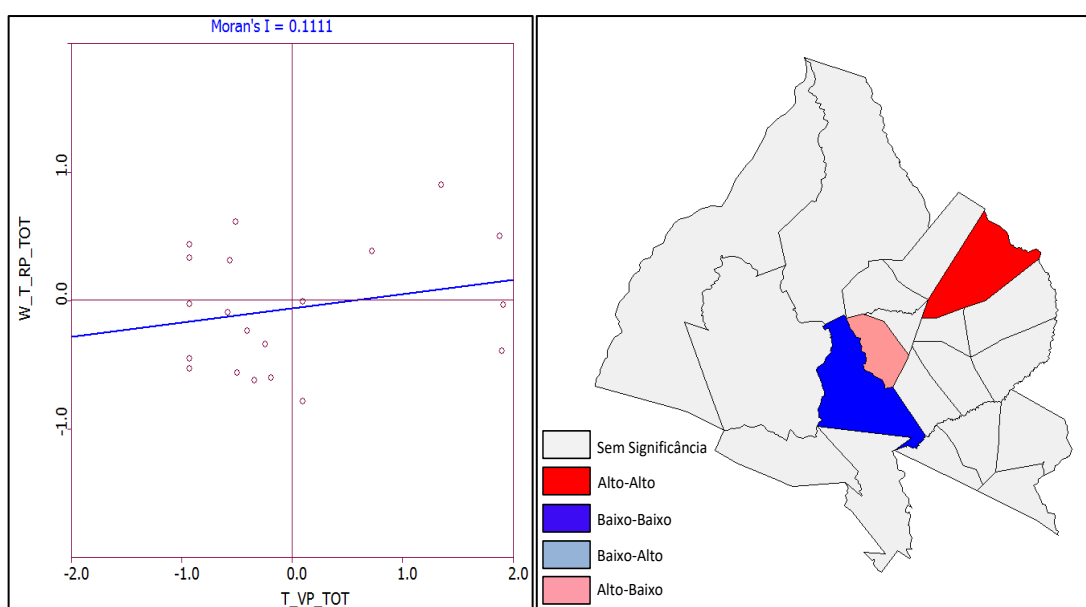 Moran's I = 0.1111
W_T_RP_TOT
1.0
0.0
-1.0
-2.0
-1.0
0.0
1.0
2.0
T_VP_TOT
Sem Significância
Alto-Alto
Baixo-Baixo
Baixo-Alto
Alto-Baixo